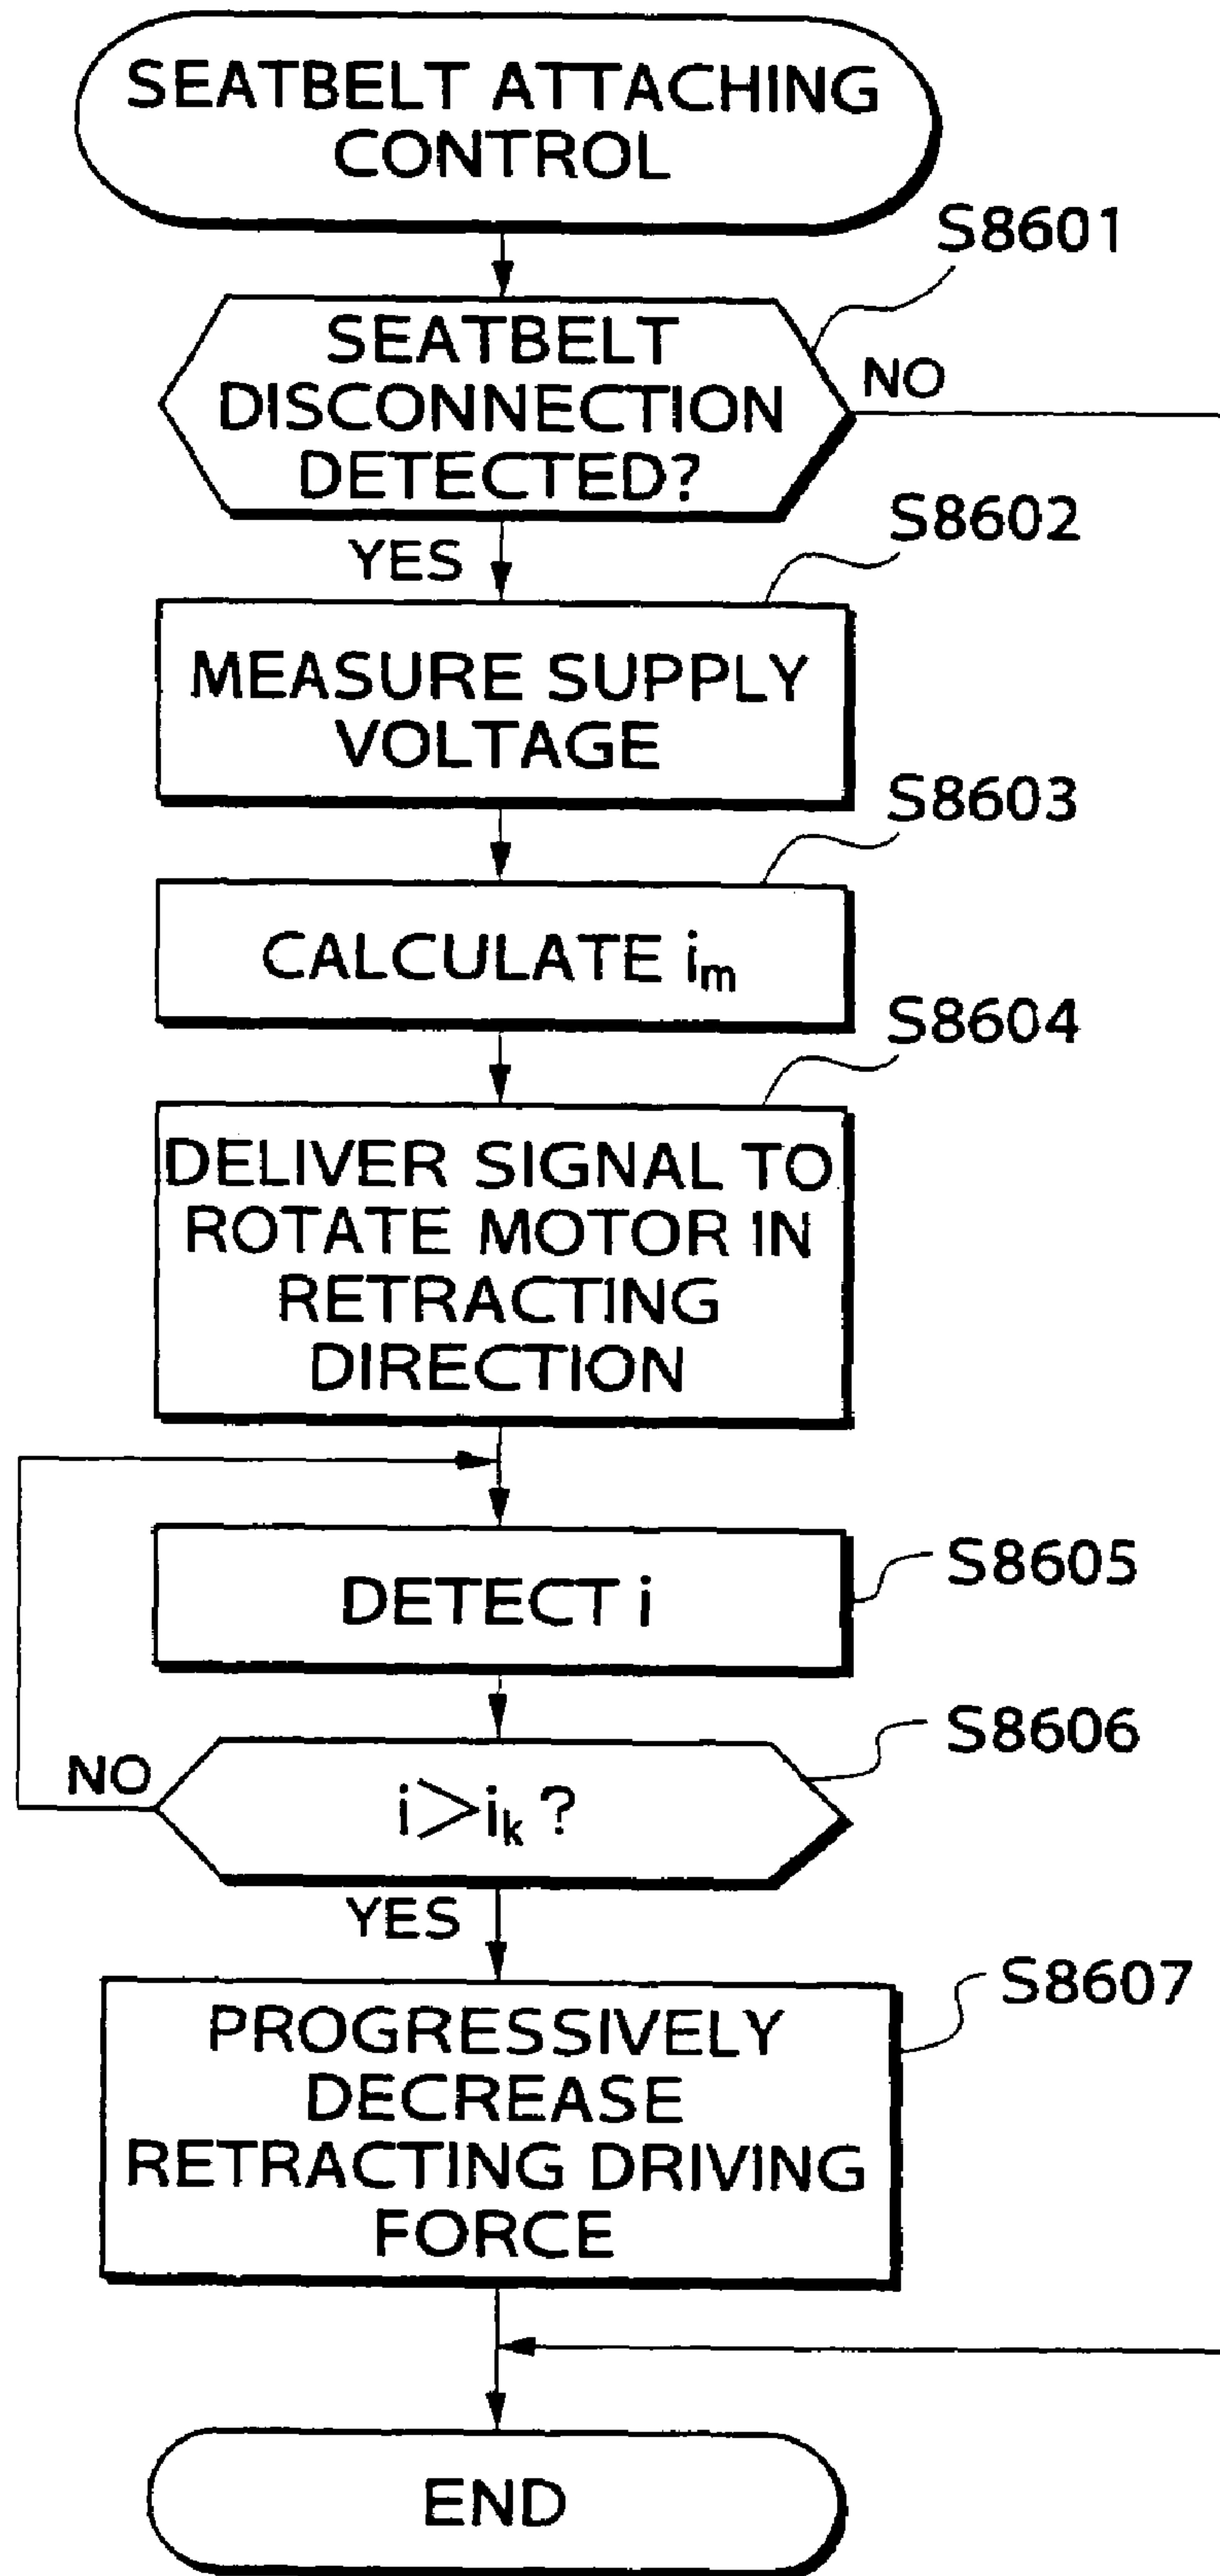 SEATBELT ATTACHING
CONTROL
S8601
SEATBELT
DISCONNECTION
DETECTED?
NO
YES
S8602
MEASURE SUPPLY
VOLTAGE
S8603
CALCULATE iₘ
S8604
DELIVER SIGNAL TO
ROTATE MOTOR IN
RETRACTING
DIRECTION
DETECT i
S8605
S8606
NO
i>iₖ?
YES
S8607
PROGRESSIVELY
DECREASE
RETRACTING DRIVING
FORCE
END